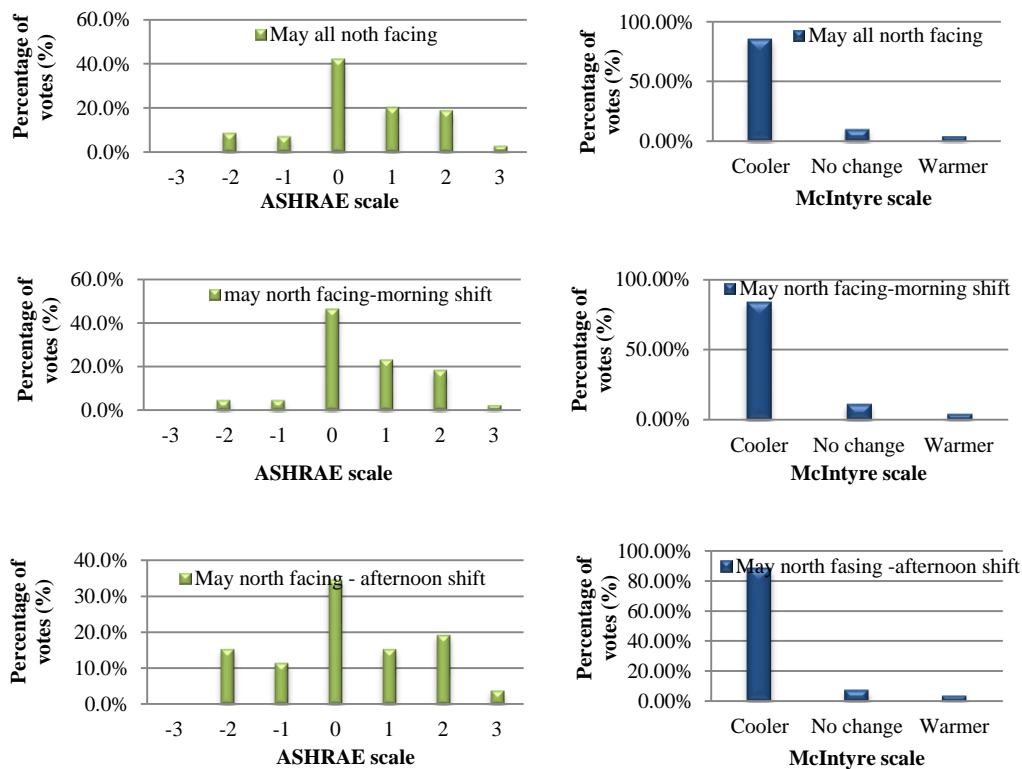 Percentage of
votes (%)
60.0%
40.0%
20.0%
0.0%
May all noth facing
-3 -2 -1 0 1 2 3
ASHRAE scale
Percentage of
votes (%)
100.00%
50.00%
0.00%
May all north facing
Cooler No change Warmer
McIntyre scale
Percentage of
votes (%)
60.0%
40.0%
20.0%
0.0%
may north facing-morning shift
-3 -2 -1 0 1 2 3
ASHRAE scale
Percentage of
votes (%)
100.00%
50.00%
0.00%
May north facing-morning shift
Cooler No change Warmer
McIntyre scale
Percentage of
votes (%)
40.0%
30.0%
20.0%
10.0%
0.0%
May north facing - afternoon shift
-3 -2 -1 0 1 2 3
ASHRAE scale
Percentage of
votes (%)
100.00%
80.00%
60.00%
40.00%
20.00%
0.00%
May north fasing -afternoon shift
Cooler No change Warmer
McIntyre scale